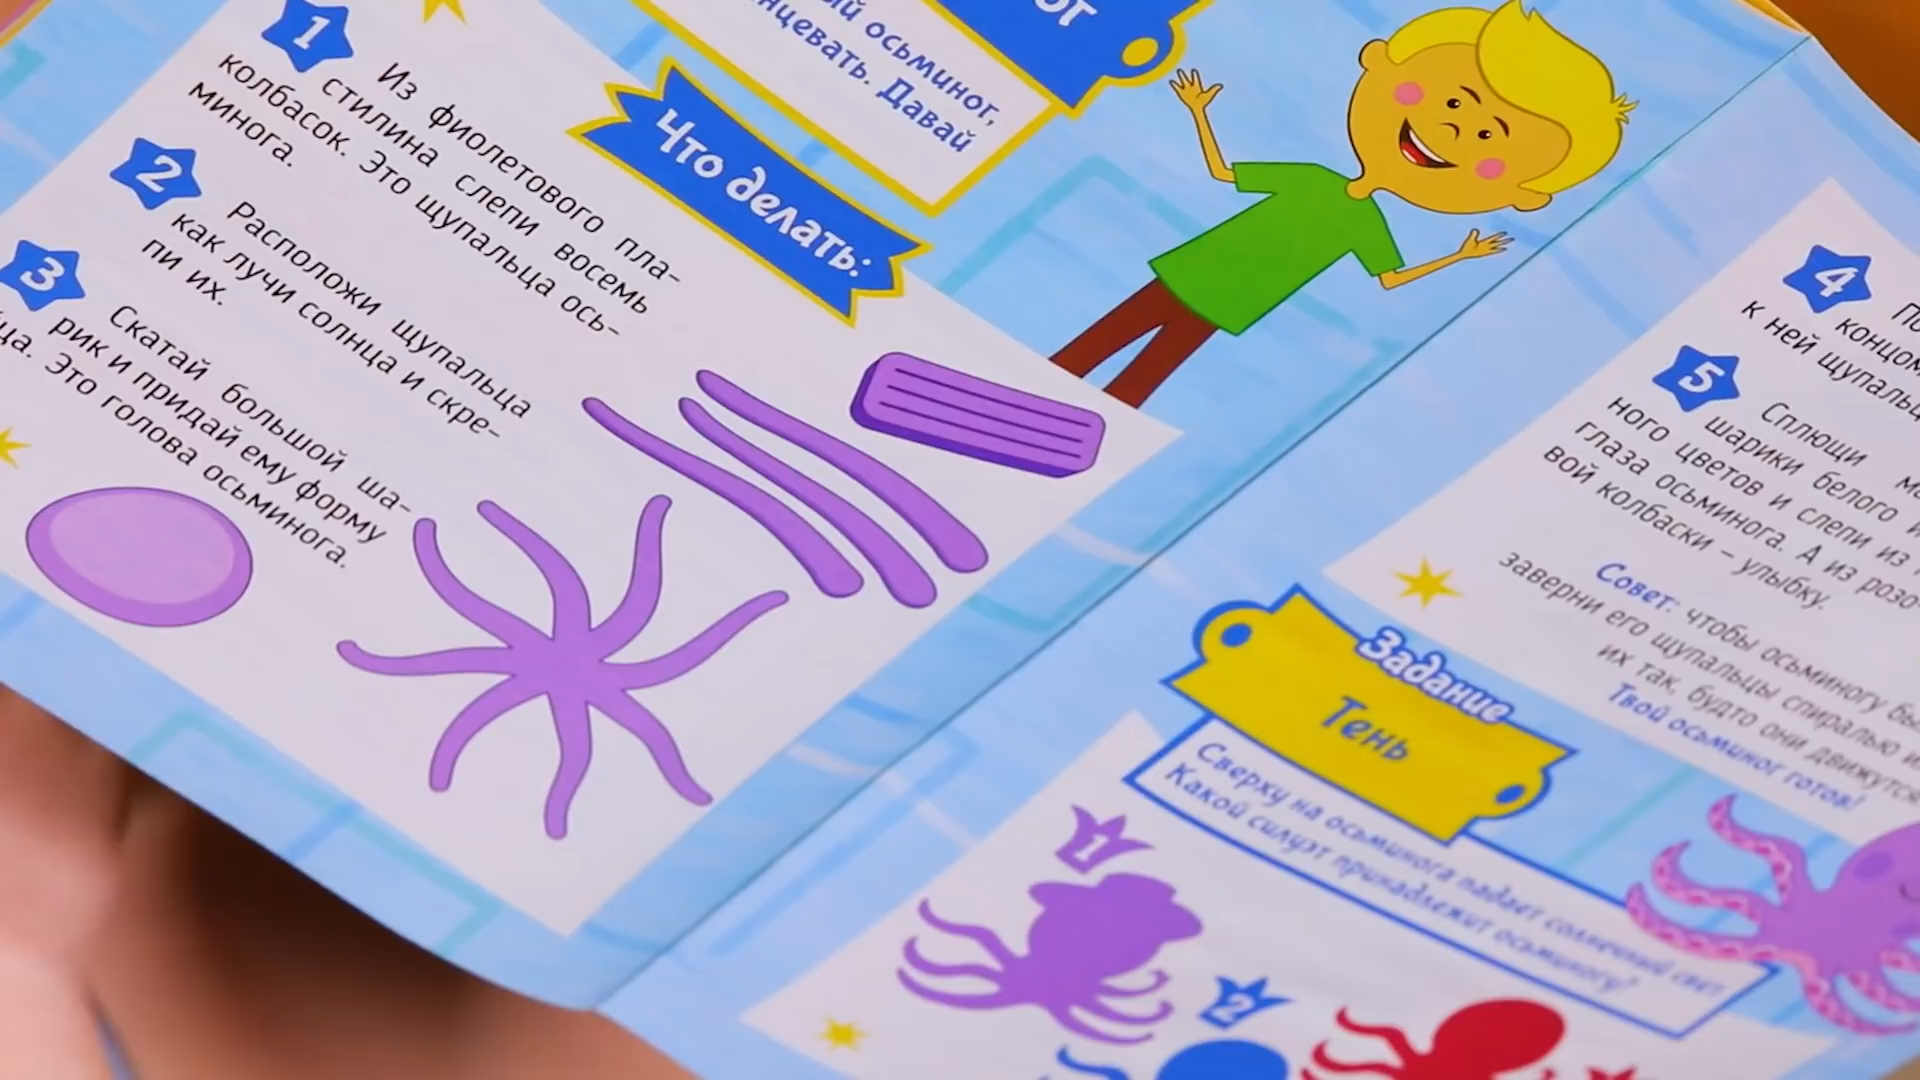 ый осьминог,
нцевать. Давай
Что делать:
1
Из фиолетового пла-
стилина слепи восемь
колбасок. Это щупальца ось-
минога.
2
Расположи щупальца
как лучи солнца и скре-
пи их.
3
Скатай большой ша-
рик и придай ему форму
ца. Это голова осьминога.
4
концом
к ней щупальц
5
Сплющи
шарики белого и
ного цветов и слепи из
глаза осьминога. А из розо-
вой колбаски – улыбку.
Совет: чтобы осьминогу
заверни его щупальцы спиралью и
их так, будто они движутся.
Твой осьминог готов!
Задание
Тень
Сверху на осьминога падает солнечный свет
Какой силуэт принадлежит осьминогу?
1
2